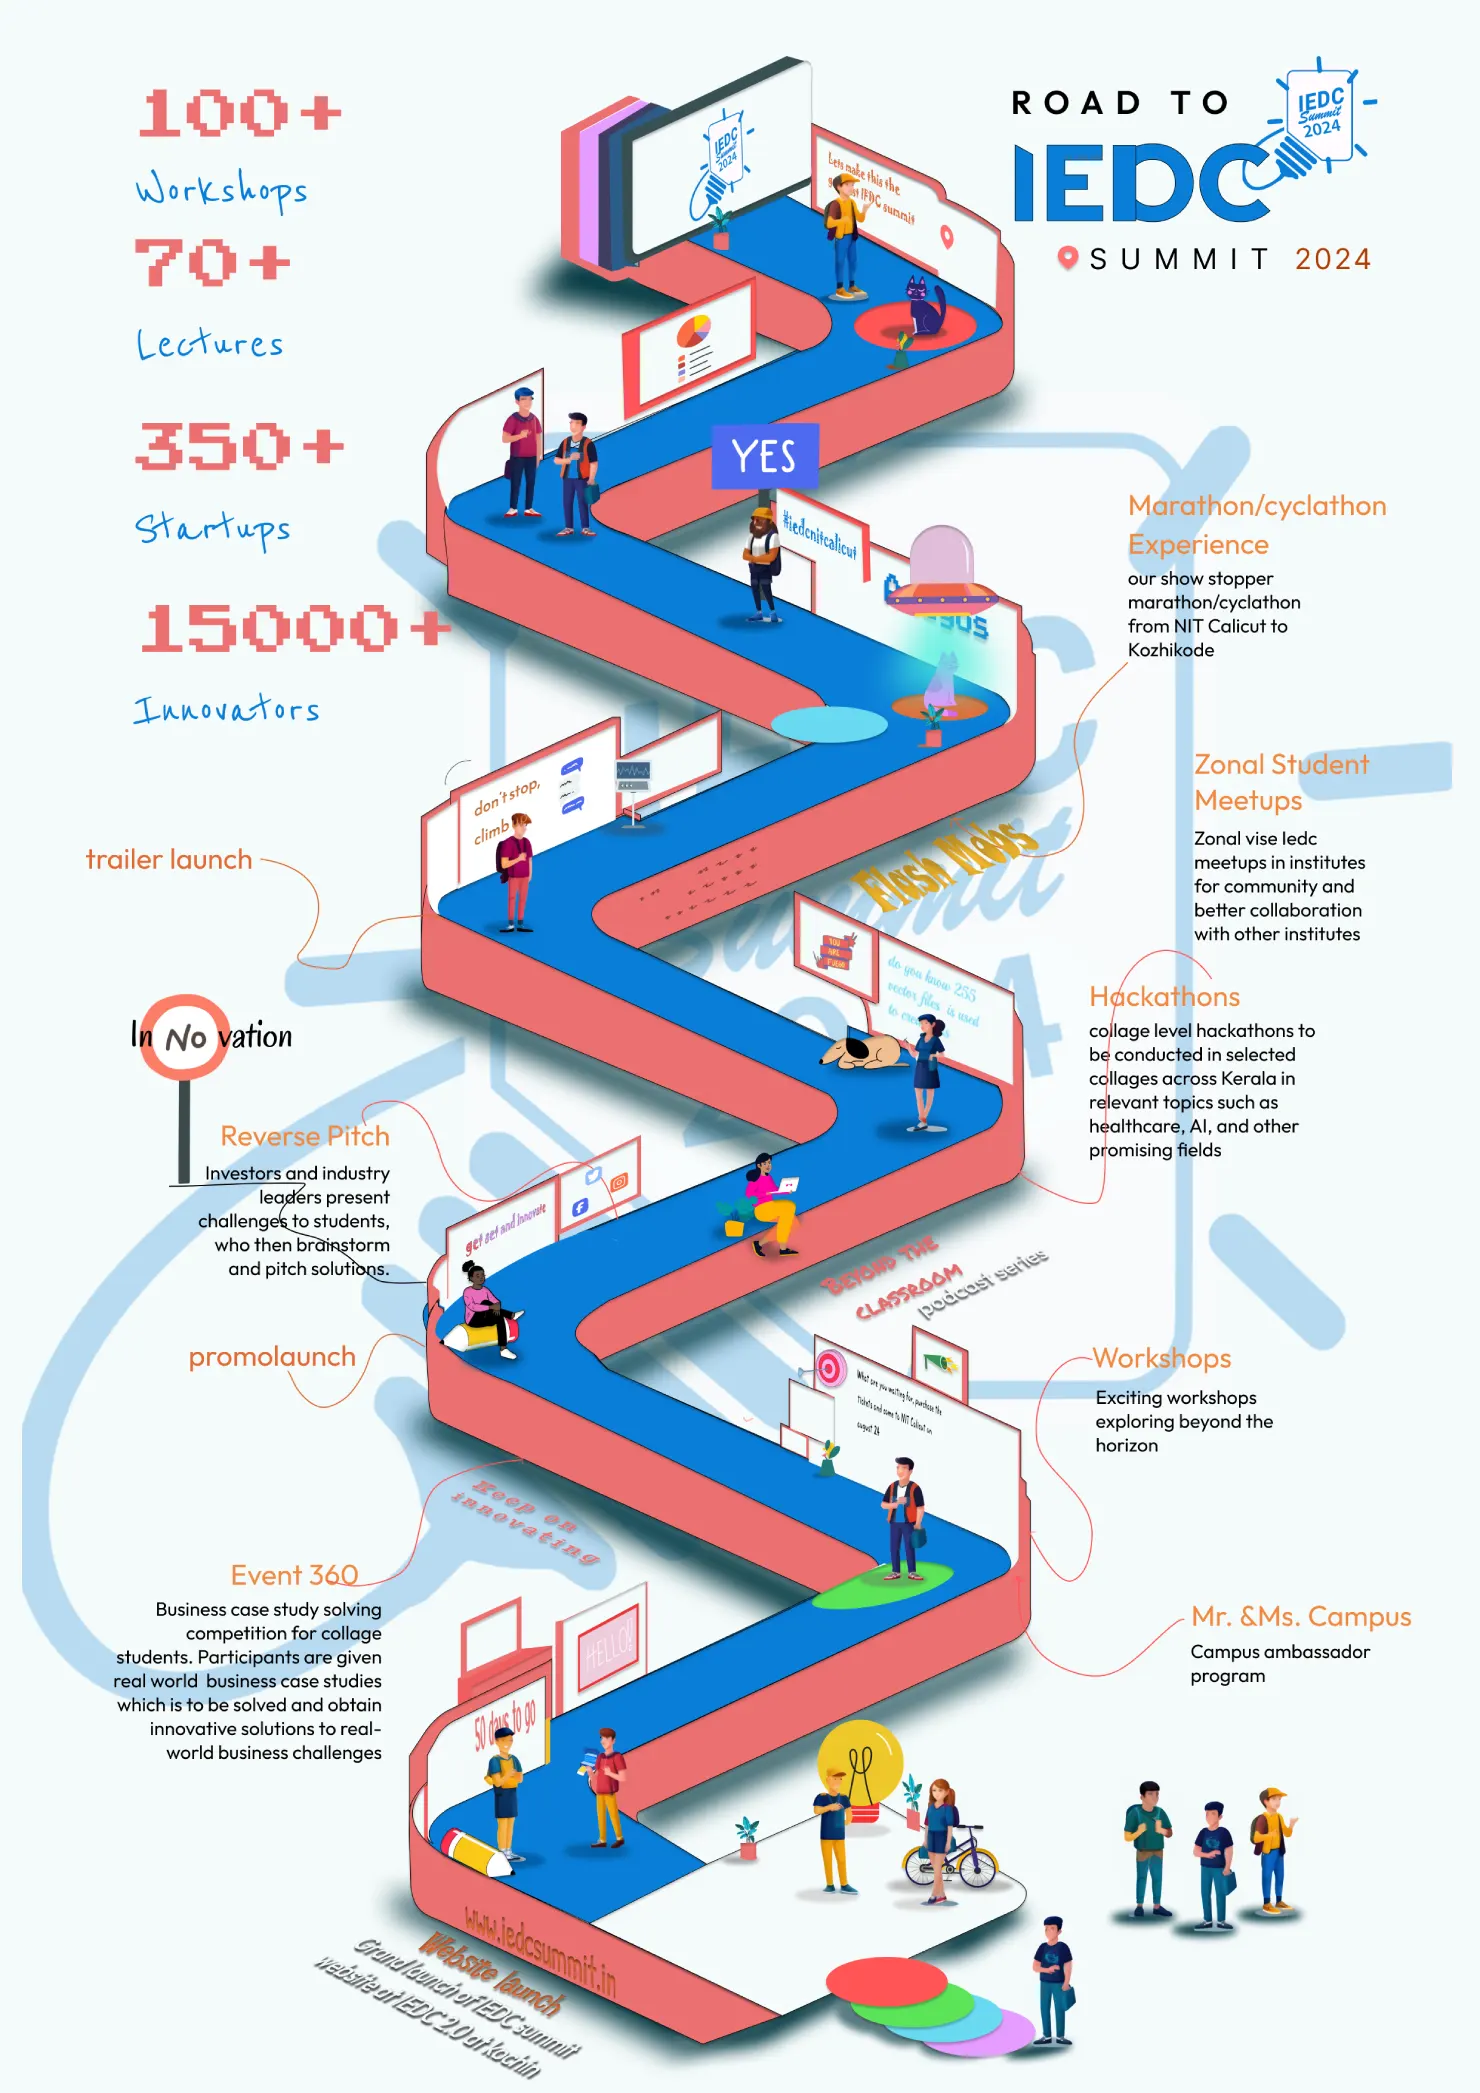 100+
Workshops
70+
Lectures
350+
Startups
15000+
Innovators
ROAD TO
IEDC
SUMMIT 2024
IEDC
Summit
2024
IEDC
Summit
2024
Lets make this the
IEDC summit
YES
#iedcnitcalicut
Marathon/cyclathon
Experience
our show stopper
marathon/cyclathon
from NIT Calicut to
Kozhikode
Zonal Student
Meetups
Zonal vise Iedc
meetups in institutes
for community and
better collaboration
with other institutes
don't stop,
climb
trailer launch
Flash Mobs
In No vation
YOU
ARE
do you know 255
vector files is used
to
Hackathons
collage level hackathons to
be conducted in selected
collages across Kerala in
relevant topics such as
healthcare, AI, and other
promising fields
Reverse Pitch
Investors and industry
leaders present
challenges to students,
who then brainstorm
and pitch solutions.
get set and innovate
BEYOND THE
CLASSROOM
podcast series
promolaunch
What are you waiting for, purchase the
tickets and come to NIT Calicut on
august 24
Workshops
Exciting workshops
exploring beyond the
horizon
Keep on
innovating
Event 360
Business case study solving
competition for collage
students. Participants are given
real world business case studies
which is to be solved and obtain
innovative solutions to real-
world business challenges
HELLO!
50 days to go
Mr. &Ms. Campus
Campus ambassador
program
www.iedcsummit.in
Website launch
Grand launch of IEDC summit
website at IEDC 2.0 at Kochin